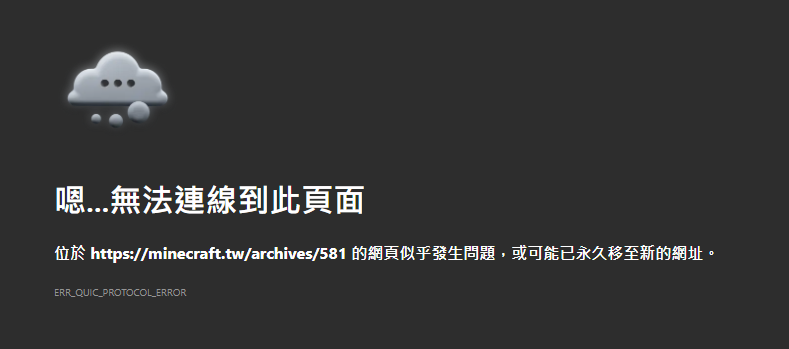 嗯...無法連線到此頁面
位於 https://minecraft.tw/archives/581 的網頁似乎發生問題，或可能已永久移至新的網址。
ERR_QUIC_PROTOCOL_ERROR